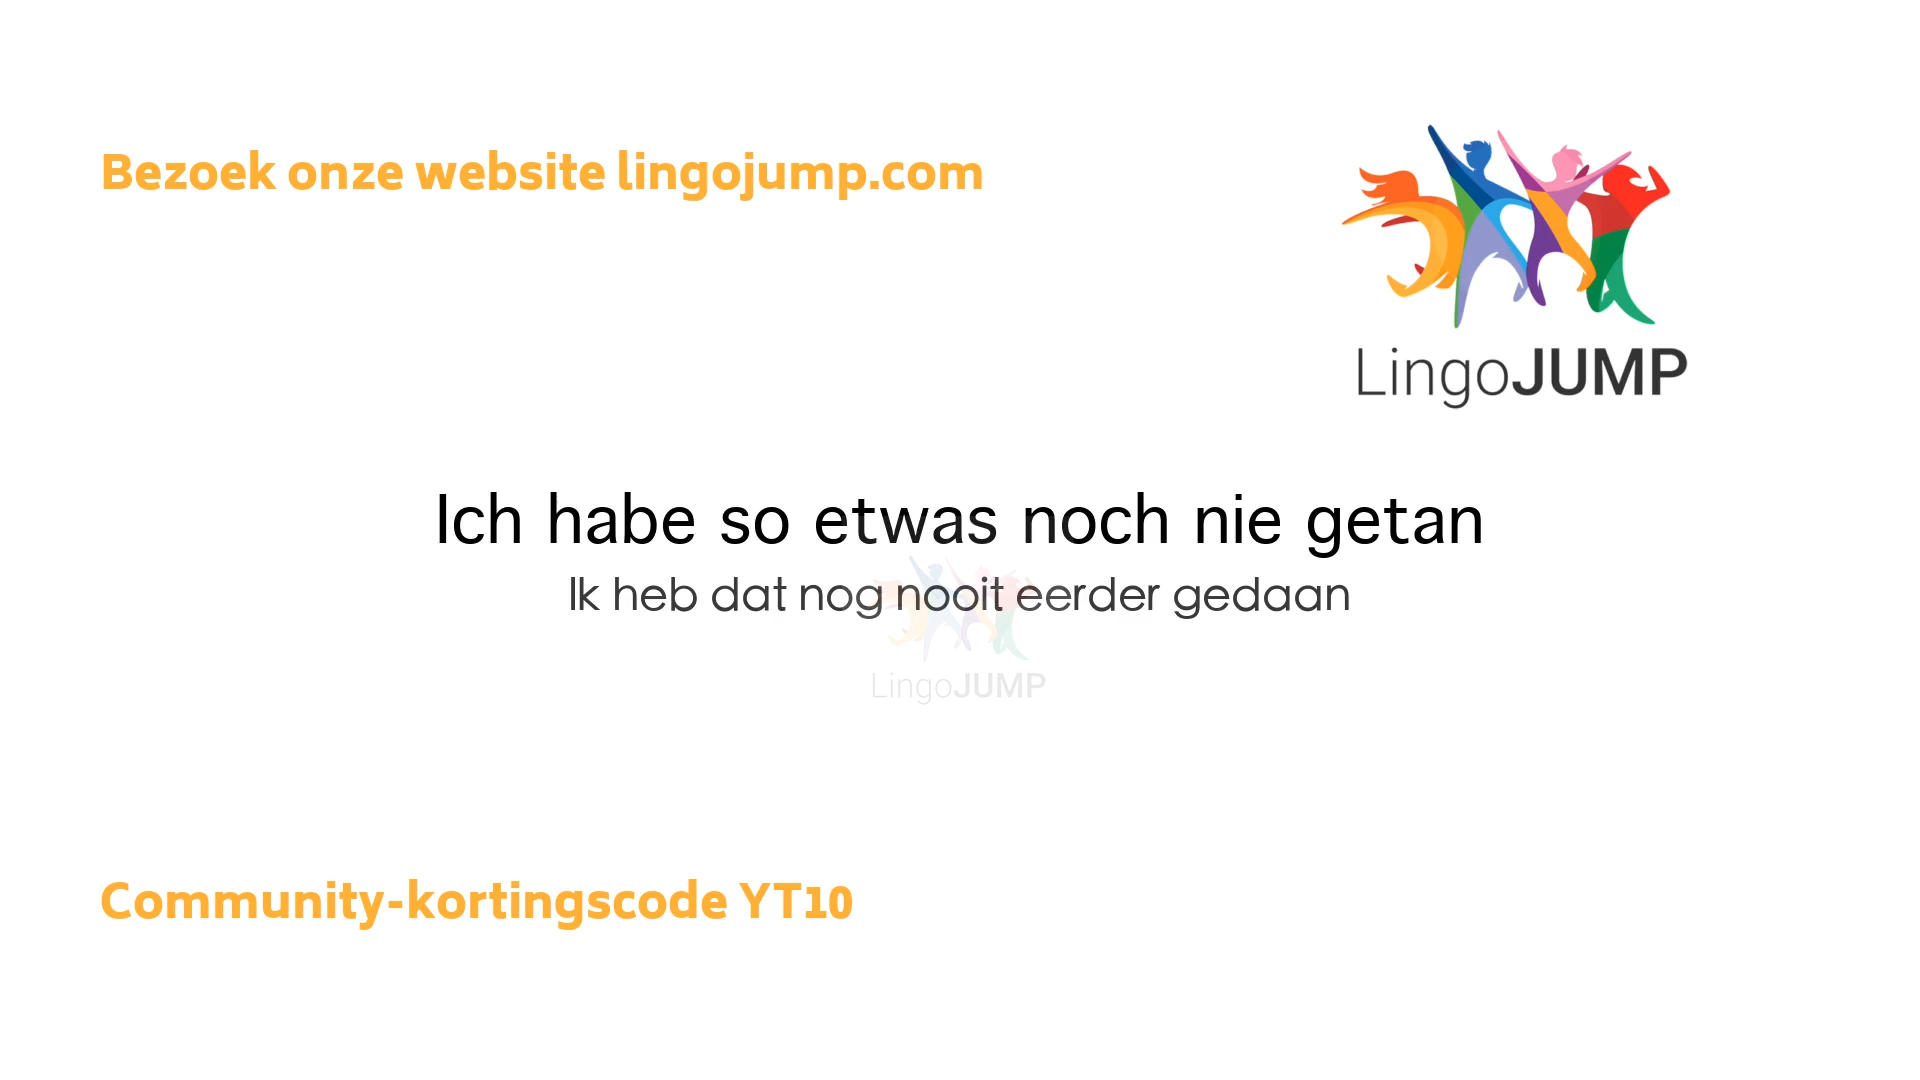 Bezoek onze website lingojump.com
LingoJUMP
Ich habe so etwas noch nie getan
Ik heb dat nog nooit eerder gedaan
LingoJUMP
Community-kortingscode YT10